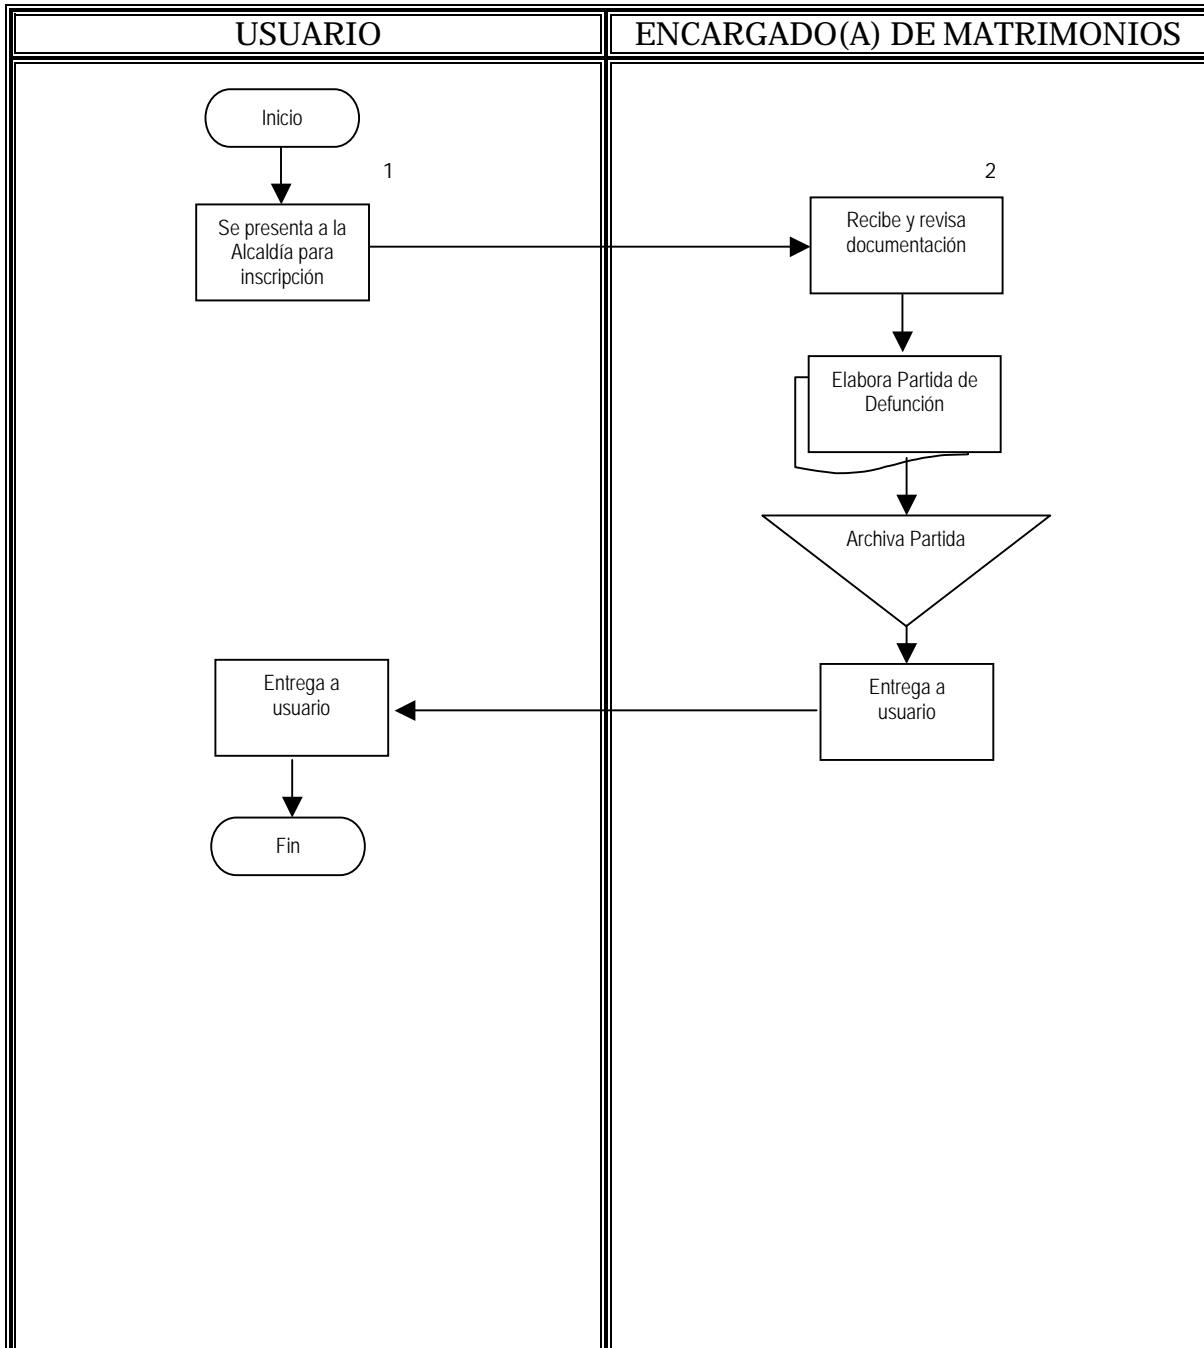 USUARIO
ENCARGADO(A) DE MATRIMONIOS
Inicio
1
Se presenta a la
Alcaldía para
inscripción
2
Recibe y revisa
documentación
Elabora Partida de
Defunción
Archiva Partida
Entrega a
usuario
Entrega a
usuario
Fin